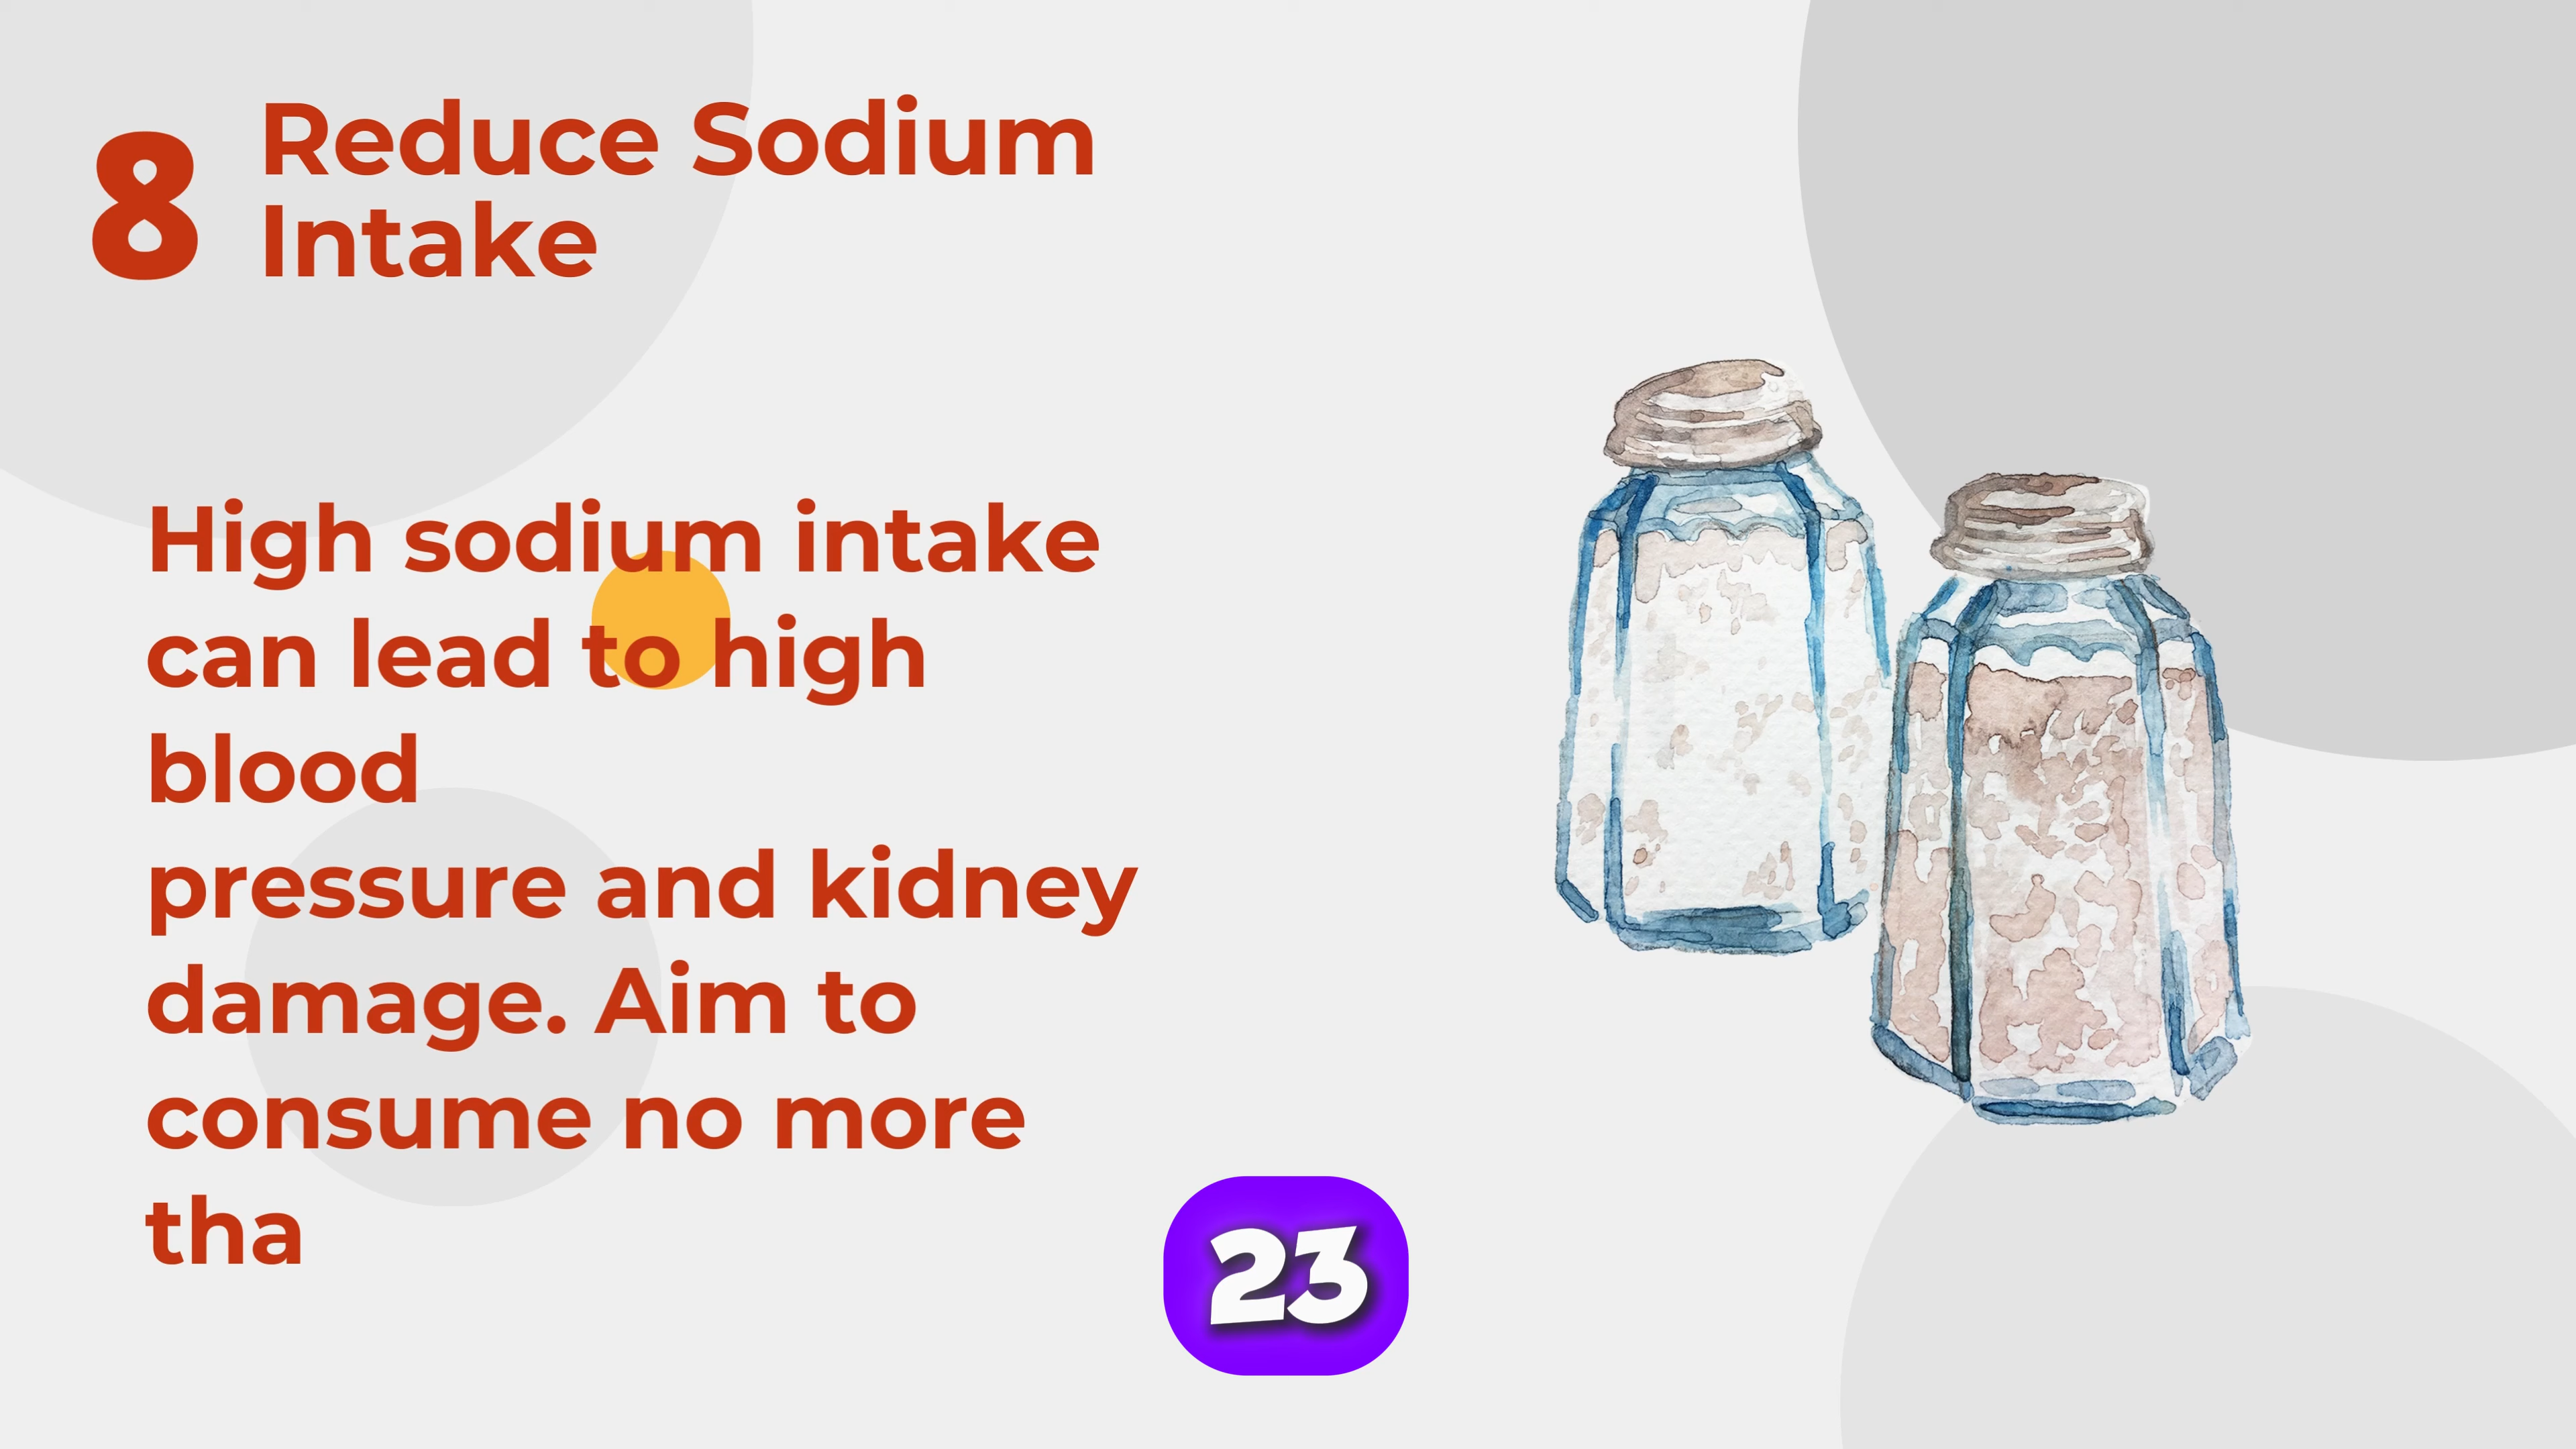 8
Reduce Sodium
Intake
High sodium intake
can lead to high
blood
pressure and kidney
damage. Aim to
consume no more
tha
23